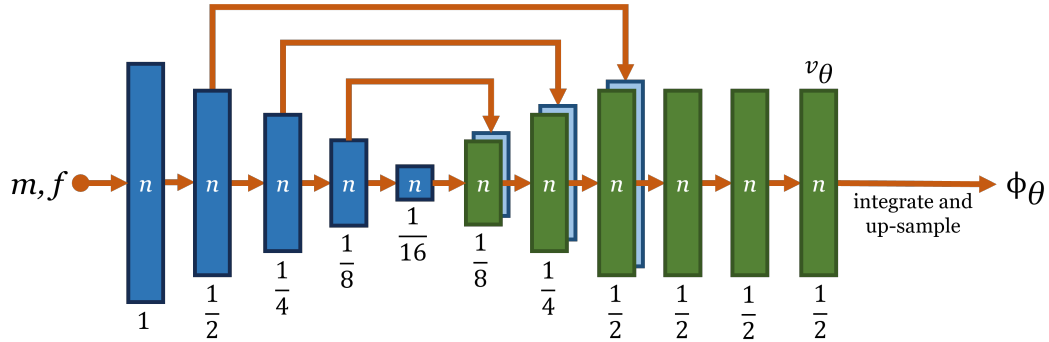 v_θ
m, f
n n n n n n n n n n n
ϕ_θ
integrate and
up-sample
1
1/2
1/4
1/8
1/16
1/8
1/4
1/2
1/2
1/2
1/2